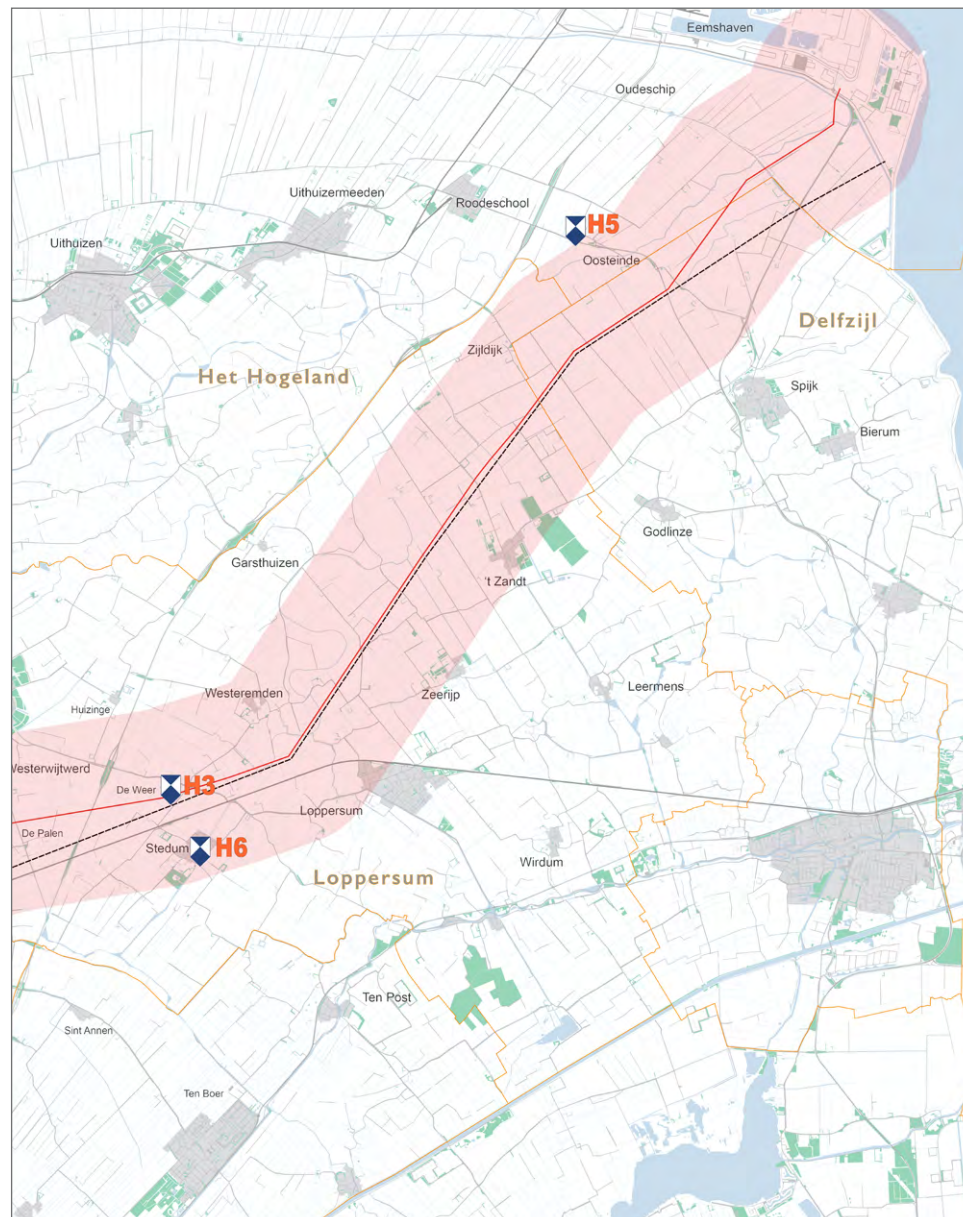 Eemshaven
Oudeschip
Uithuizermeeden
Roodeschool
H5
Uithuizen
Oosteinde
Delfzijl
Zijldijk
Het Hogeland
Spijk
Bierum
Godlinze
Garsthuizen
't Zandt
Leermens
Zeerijp
Westeremden
Huizinge
Westerwijtwerd
De Weer
H3
Loppersum
De Palen
Stedum
H6
Wirdum
Loppersum
Ten Post
Sint Annen
Ten Boer